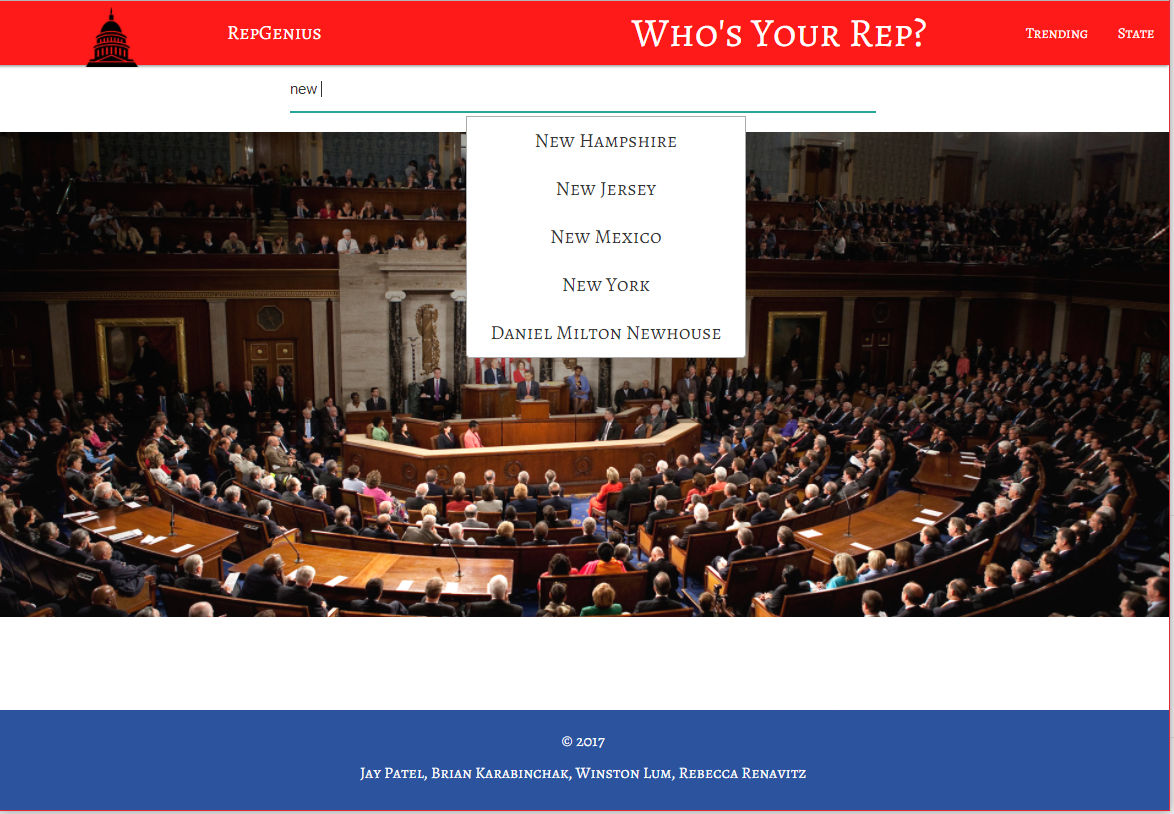 RepGenius
Who's Your Rep?
Trending
State
new
New Hampshire
New Jersey
New Mexico
New York
Daniel Milton Newhouse
© 2017
Jay Patel, Brian Karabinchak, Winston Lum, Rebecca Renavitz